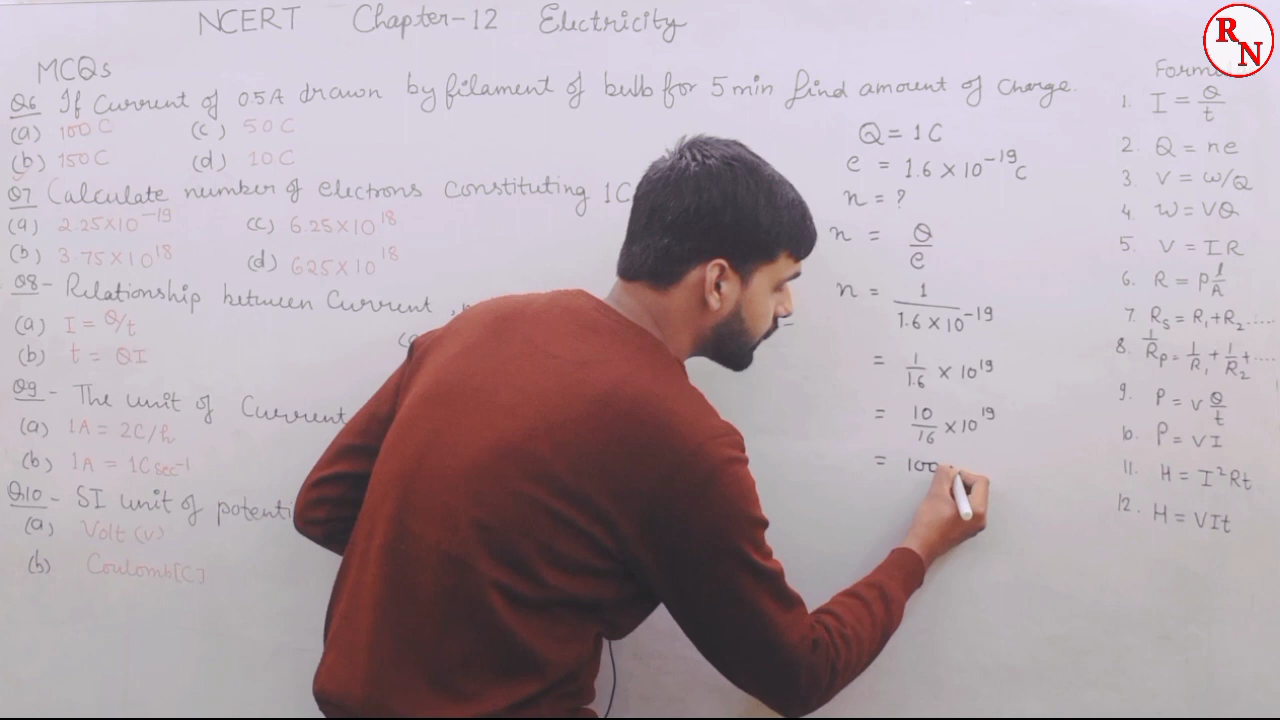 NCERT Chapter-12 Electricity
R
N
MCQs
Q6 If Current of 0.5A drawn by filament of bulb for 5 min find amount of charge.
(a) 100 C (c) 50 C
(b) 150 C (d) 10 C
Q7 Calculate number of electrons constituting 1C
(a) 2.25×10⁻¹⁹ (c) 6.25×10¹⁸
(b) 3.75×10¹⁸ (d) 625×10¹⁸
Q8- Relationship between Current,
(a) I = Q/t
(b) t = QI
Q9 - The unit of Current
(a) 1A = 2C/h
(b) 1A = 1C sec⁻¹
Q10 - SI unit of potenti
(a) Volt (v)
(b) Coulomb[C]
Q = 1C
e = 1.6 × 10⁻¹⁹C
n = ?
n = Q/e
n = 1/1.6 × 10⁻¹⁹
= 1/1.6 × 10¹⁹
= 10/16 × 10¹⁹
= 100
1. I = Q/t
2. Q = ne
3. V = w/Q
4. w = VQ
5. V = IR
6. R = ρ l/A
7. Rs = R₁+R₂.....
8. 1/Rp = 1/R₁ + 1/R₂ + ....
9. P = V Q/t
10. P = VI
11. H = I²Rt
12. H = VIt